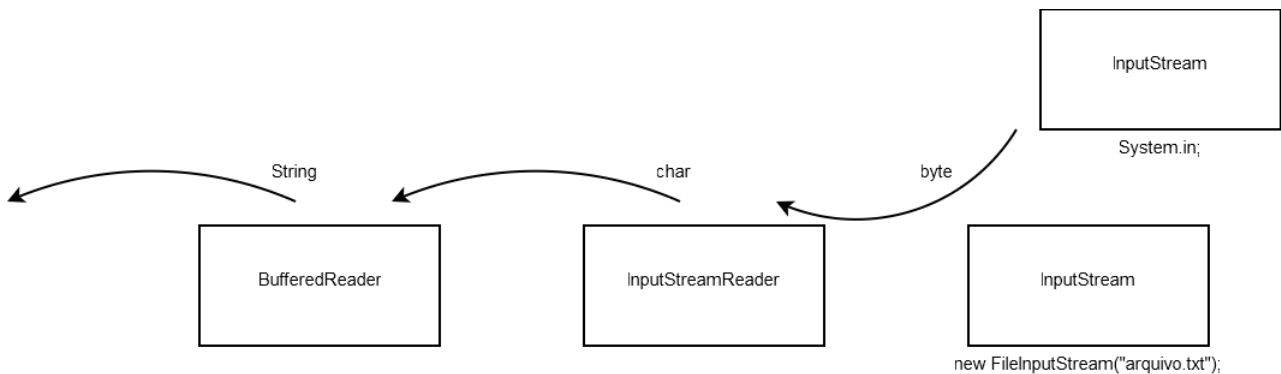 InputStream
System.in;
String
char
byte
BufferedReader
InputStreamReader
InputStream
new FileInputStream("arquivo.txt");